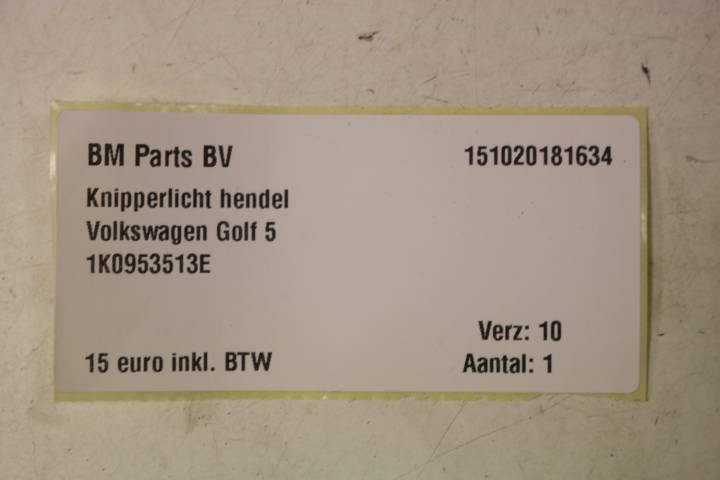 BM Parts BV 151020181634
Knipperlicht hendel
Volkswagen Golf 5
1K0953513E
Verz: 10
15 euro inkl. BTW Aantal: 1